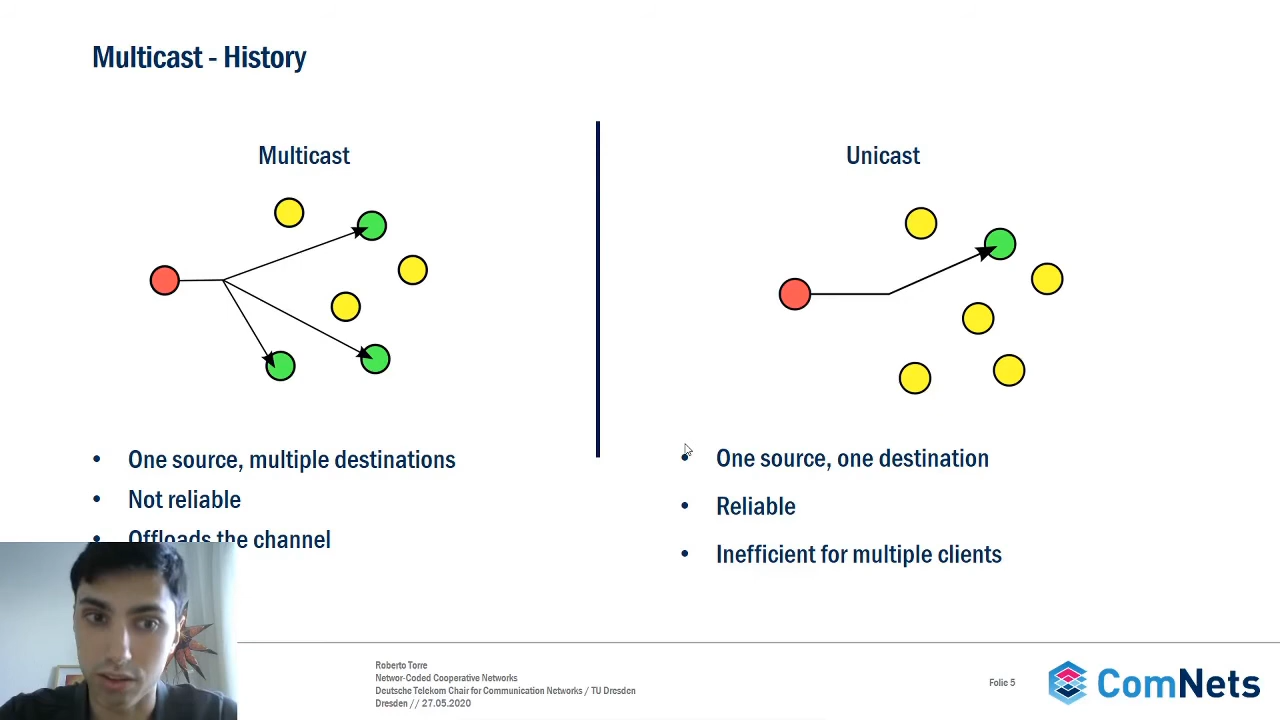 Multicast - History
Multicast
One source, multiple destinations
Not reliable
Offloads the channel
Unicast
One source, one destination
Reliable
Inefficient for multiple clients
Roberto Torre
Networ-Coded Cooperative Networks
Deutsche Telekom Chair for Communication Networks / TU Dresden
Dresden // 27.05.2020
Folie 5
ComNets